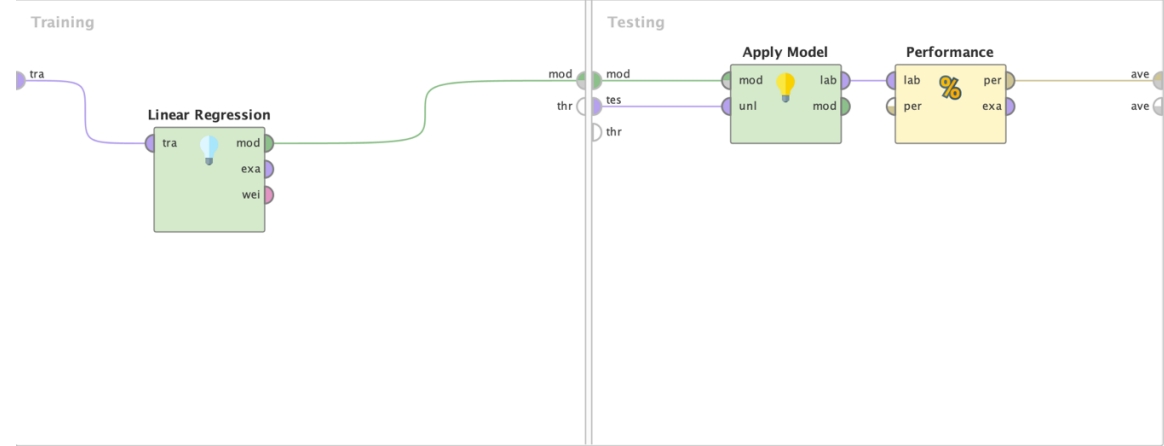 Training
tra
Linear Regression
tra
mod
exa
wei
mod
thr
Testing
mod
tes
thr
Apply Model
mod
unl
lab
mod
Performance
%
lab
per
per
exa
ave
ave